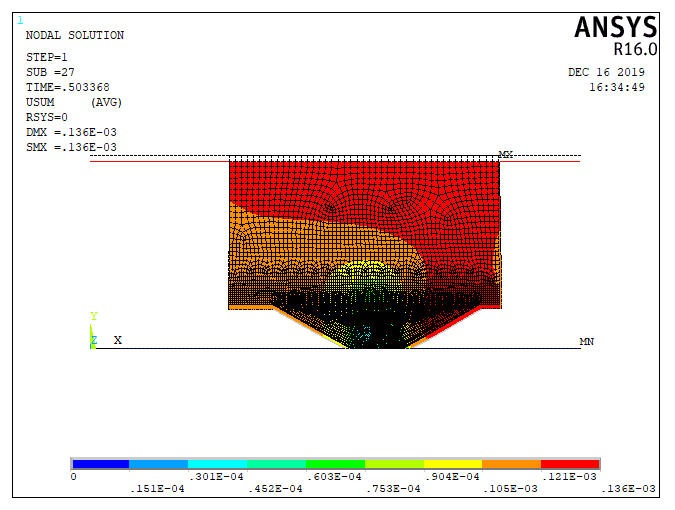 1
ANSYS
R16.0
NODAL SOLUTION
STEP=1
SUB =27
TIME=.503368
USUM     (AVG)
RSYS=0
DMX =.136E-03
SMX =.136E-03
DEC 16 2019
16:34:49
MX
Y
Z X
MN
0 .301E-04 .603E-04 .904E-04 .121E-03
.151E-04 .452E-04 .753E-04 .105E-03 .136E-03